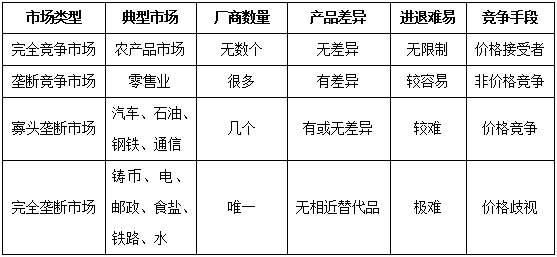 市场类型 典型市场 厂商数量 产品差异 进退难易 竞争手段
完全竞争市场 农产品市场 无数个 无差异 无限制 价格接受者
垄断竞争市场 零售业 很多 有差异 较容易 非价格竞争
寡头垄断市场 汽车、石油、钢铁、通信 几个 有或无差异 较难 价格竞争
完全垄断市场 铸币、电、邮政、食盐、铁路、水 唯一 无相近替代品 极难 价格歧视